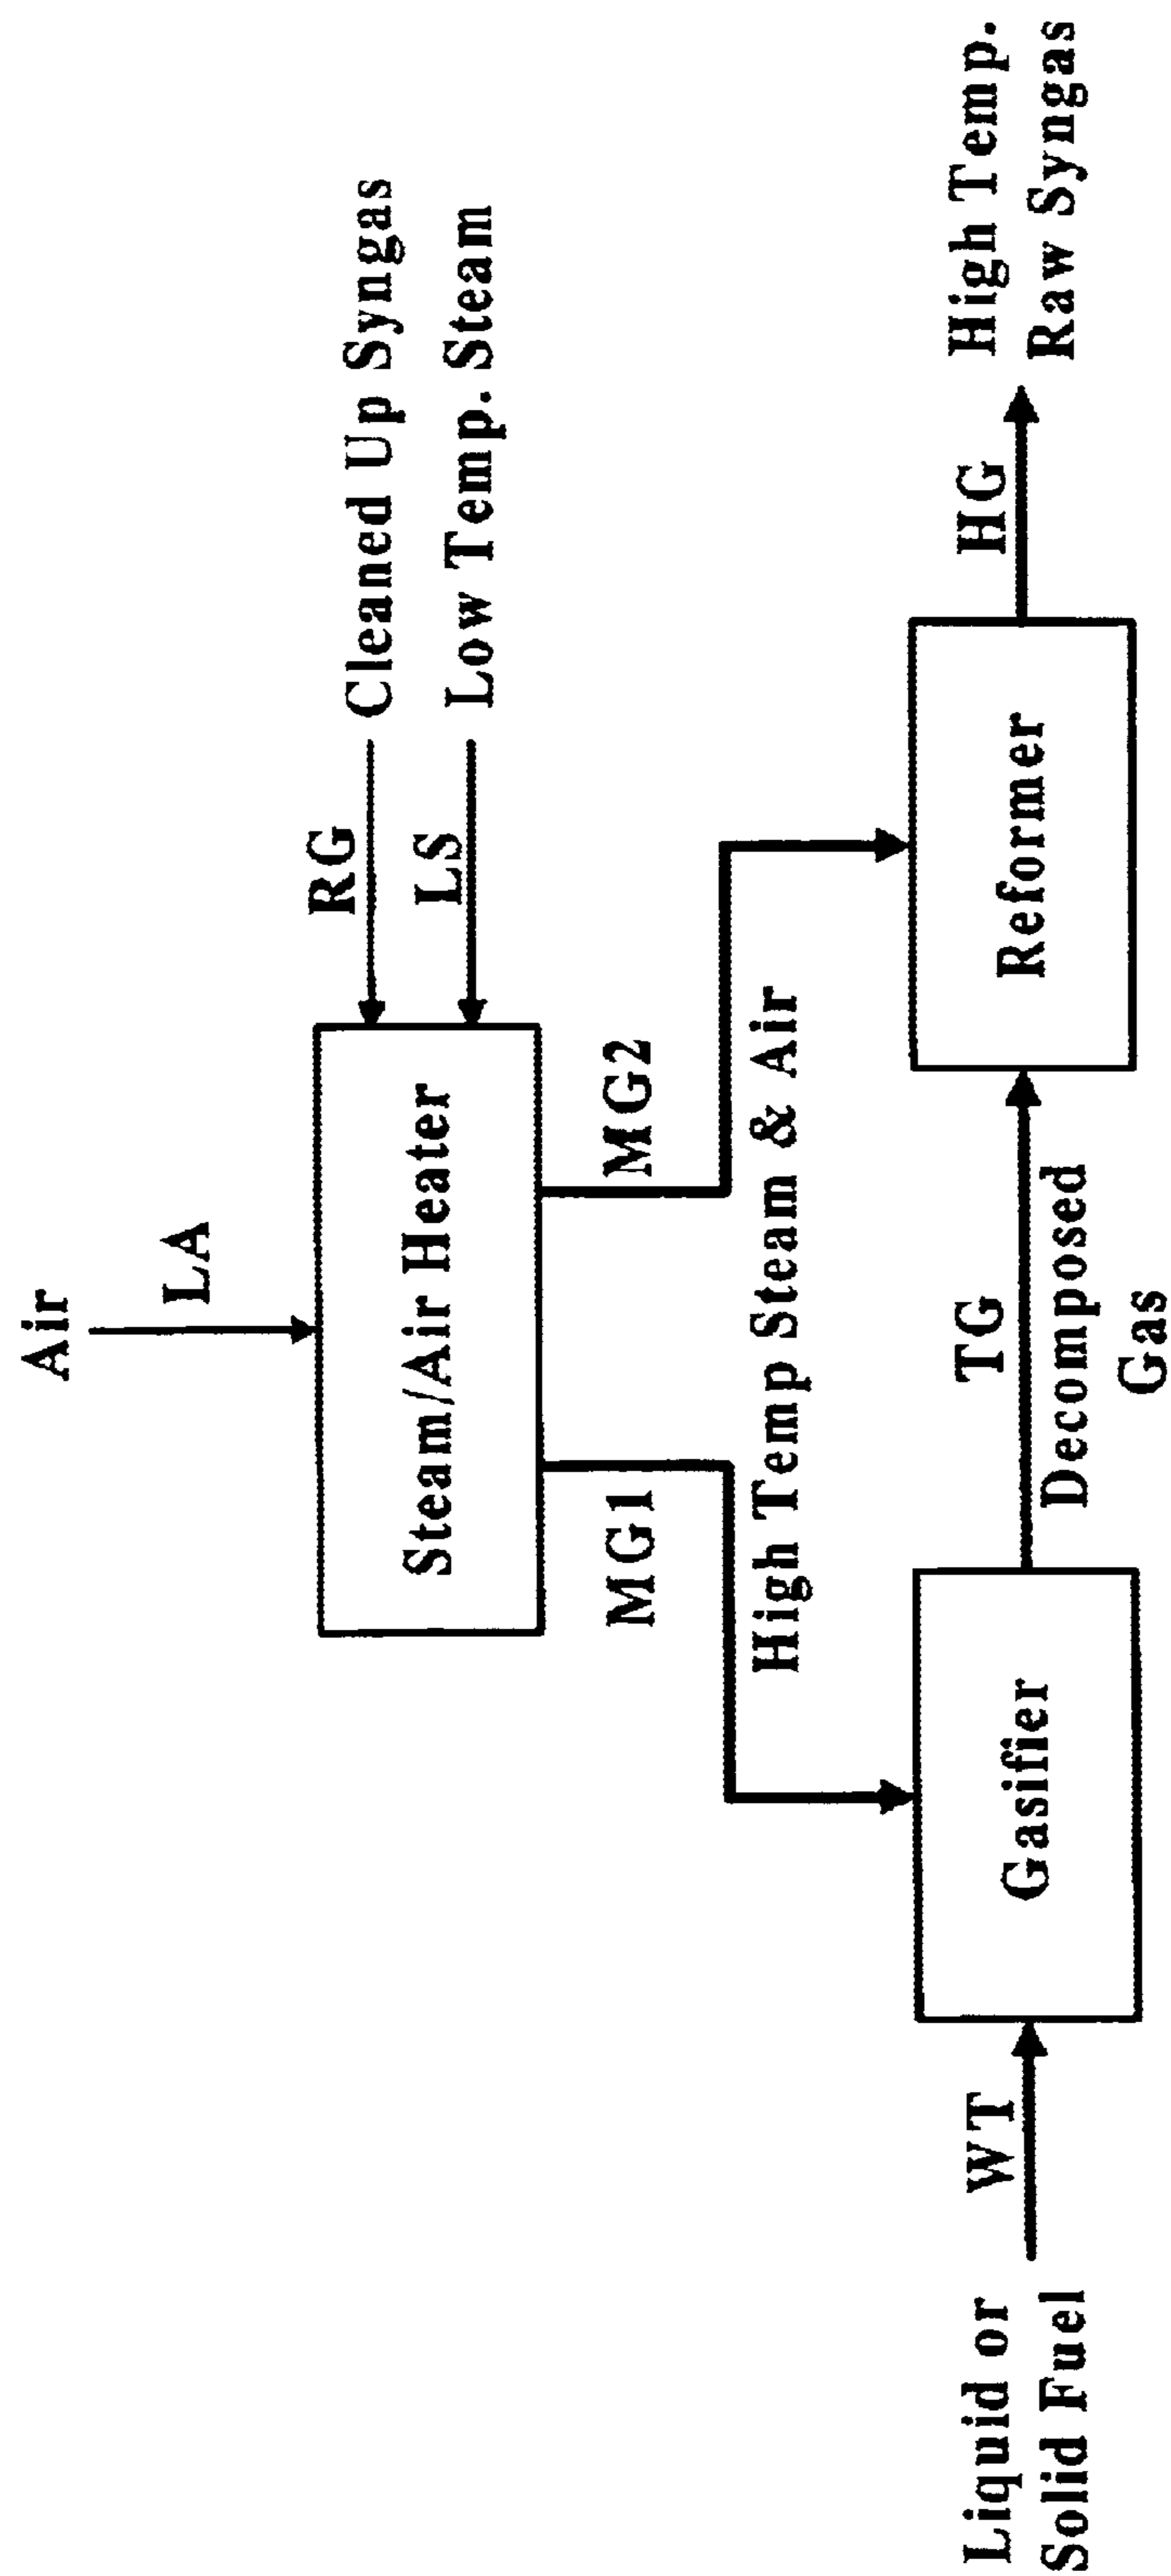 Air
LA
Steam/Air Heater
RG
Cleaned Up Syngas
LS
Low Temp. Steam
MG1
MG2
High Temp Steam & Air
Liquid or
Solid Fuel
WT
Gasifier
TG
Decomposed
Gas
Reformer
HG
High Temp.
Raw Syngas